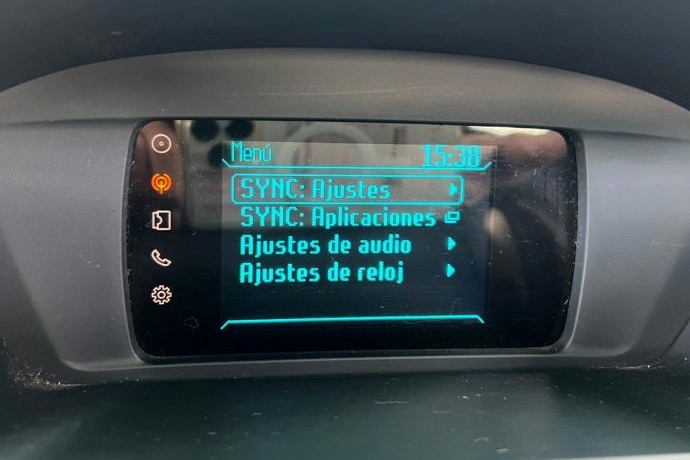 Menú 15:38
SYNC: Ajustes
SYNC: Aplicaciones
Ajustes de audio
Ajustes de reloj